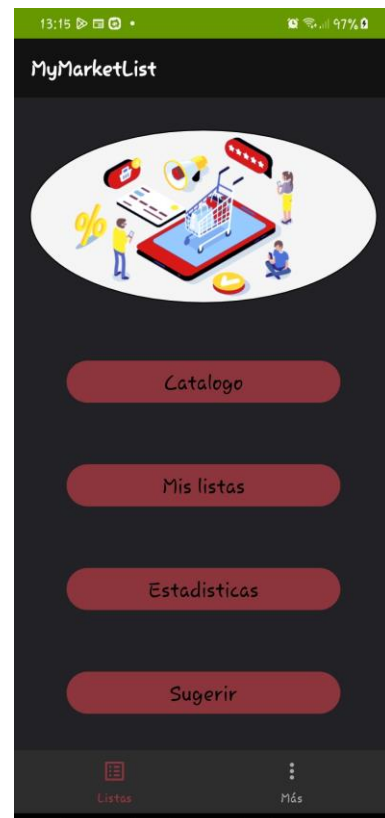 13:15
97%
MyMarketList
%
Catalogo
Mis listas
Estadisticas
Sugerir
Listas
Más